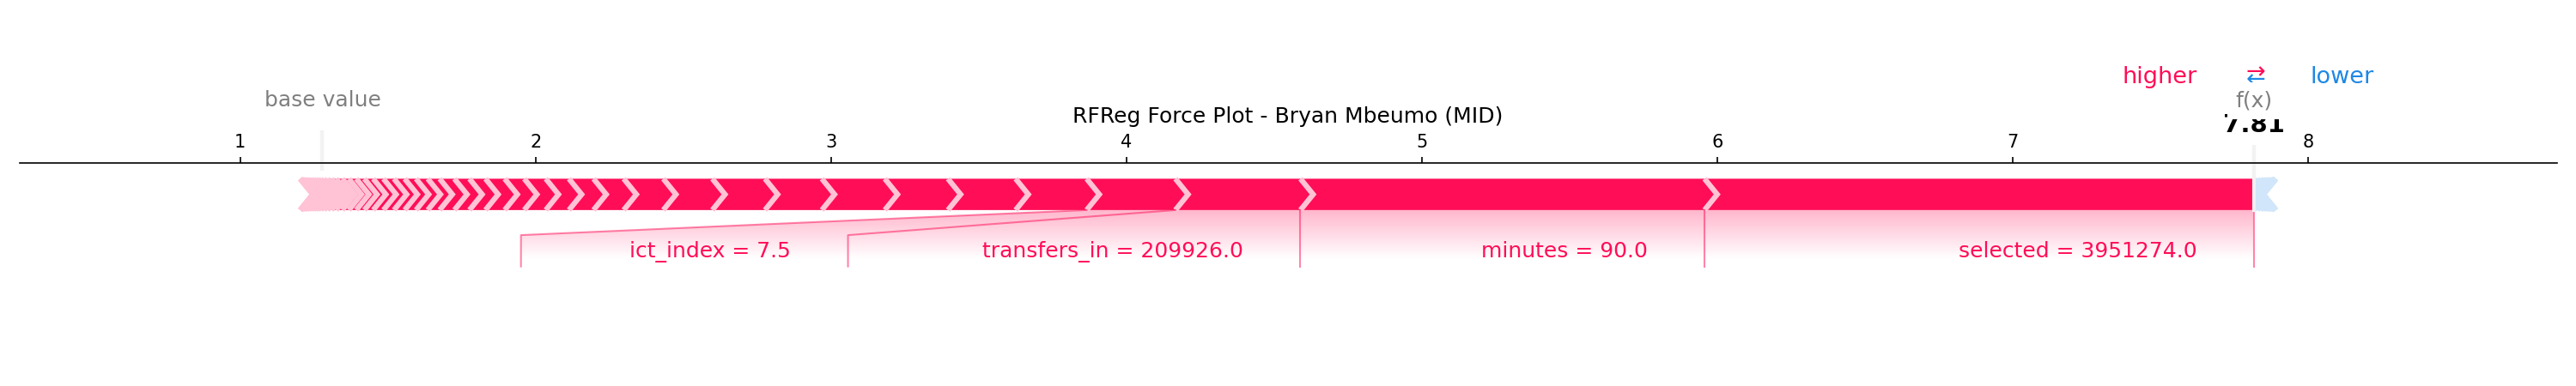 higher ⇄ lower
base value
f(x)
RFReg Force Plot - Bryan Mbeumo (MID)
7.81
1 2 3 4 5 6 7 8
ict_index = 7.5 transfers_in = 209926.0 minutes = 90.0 selected = 3951274.0